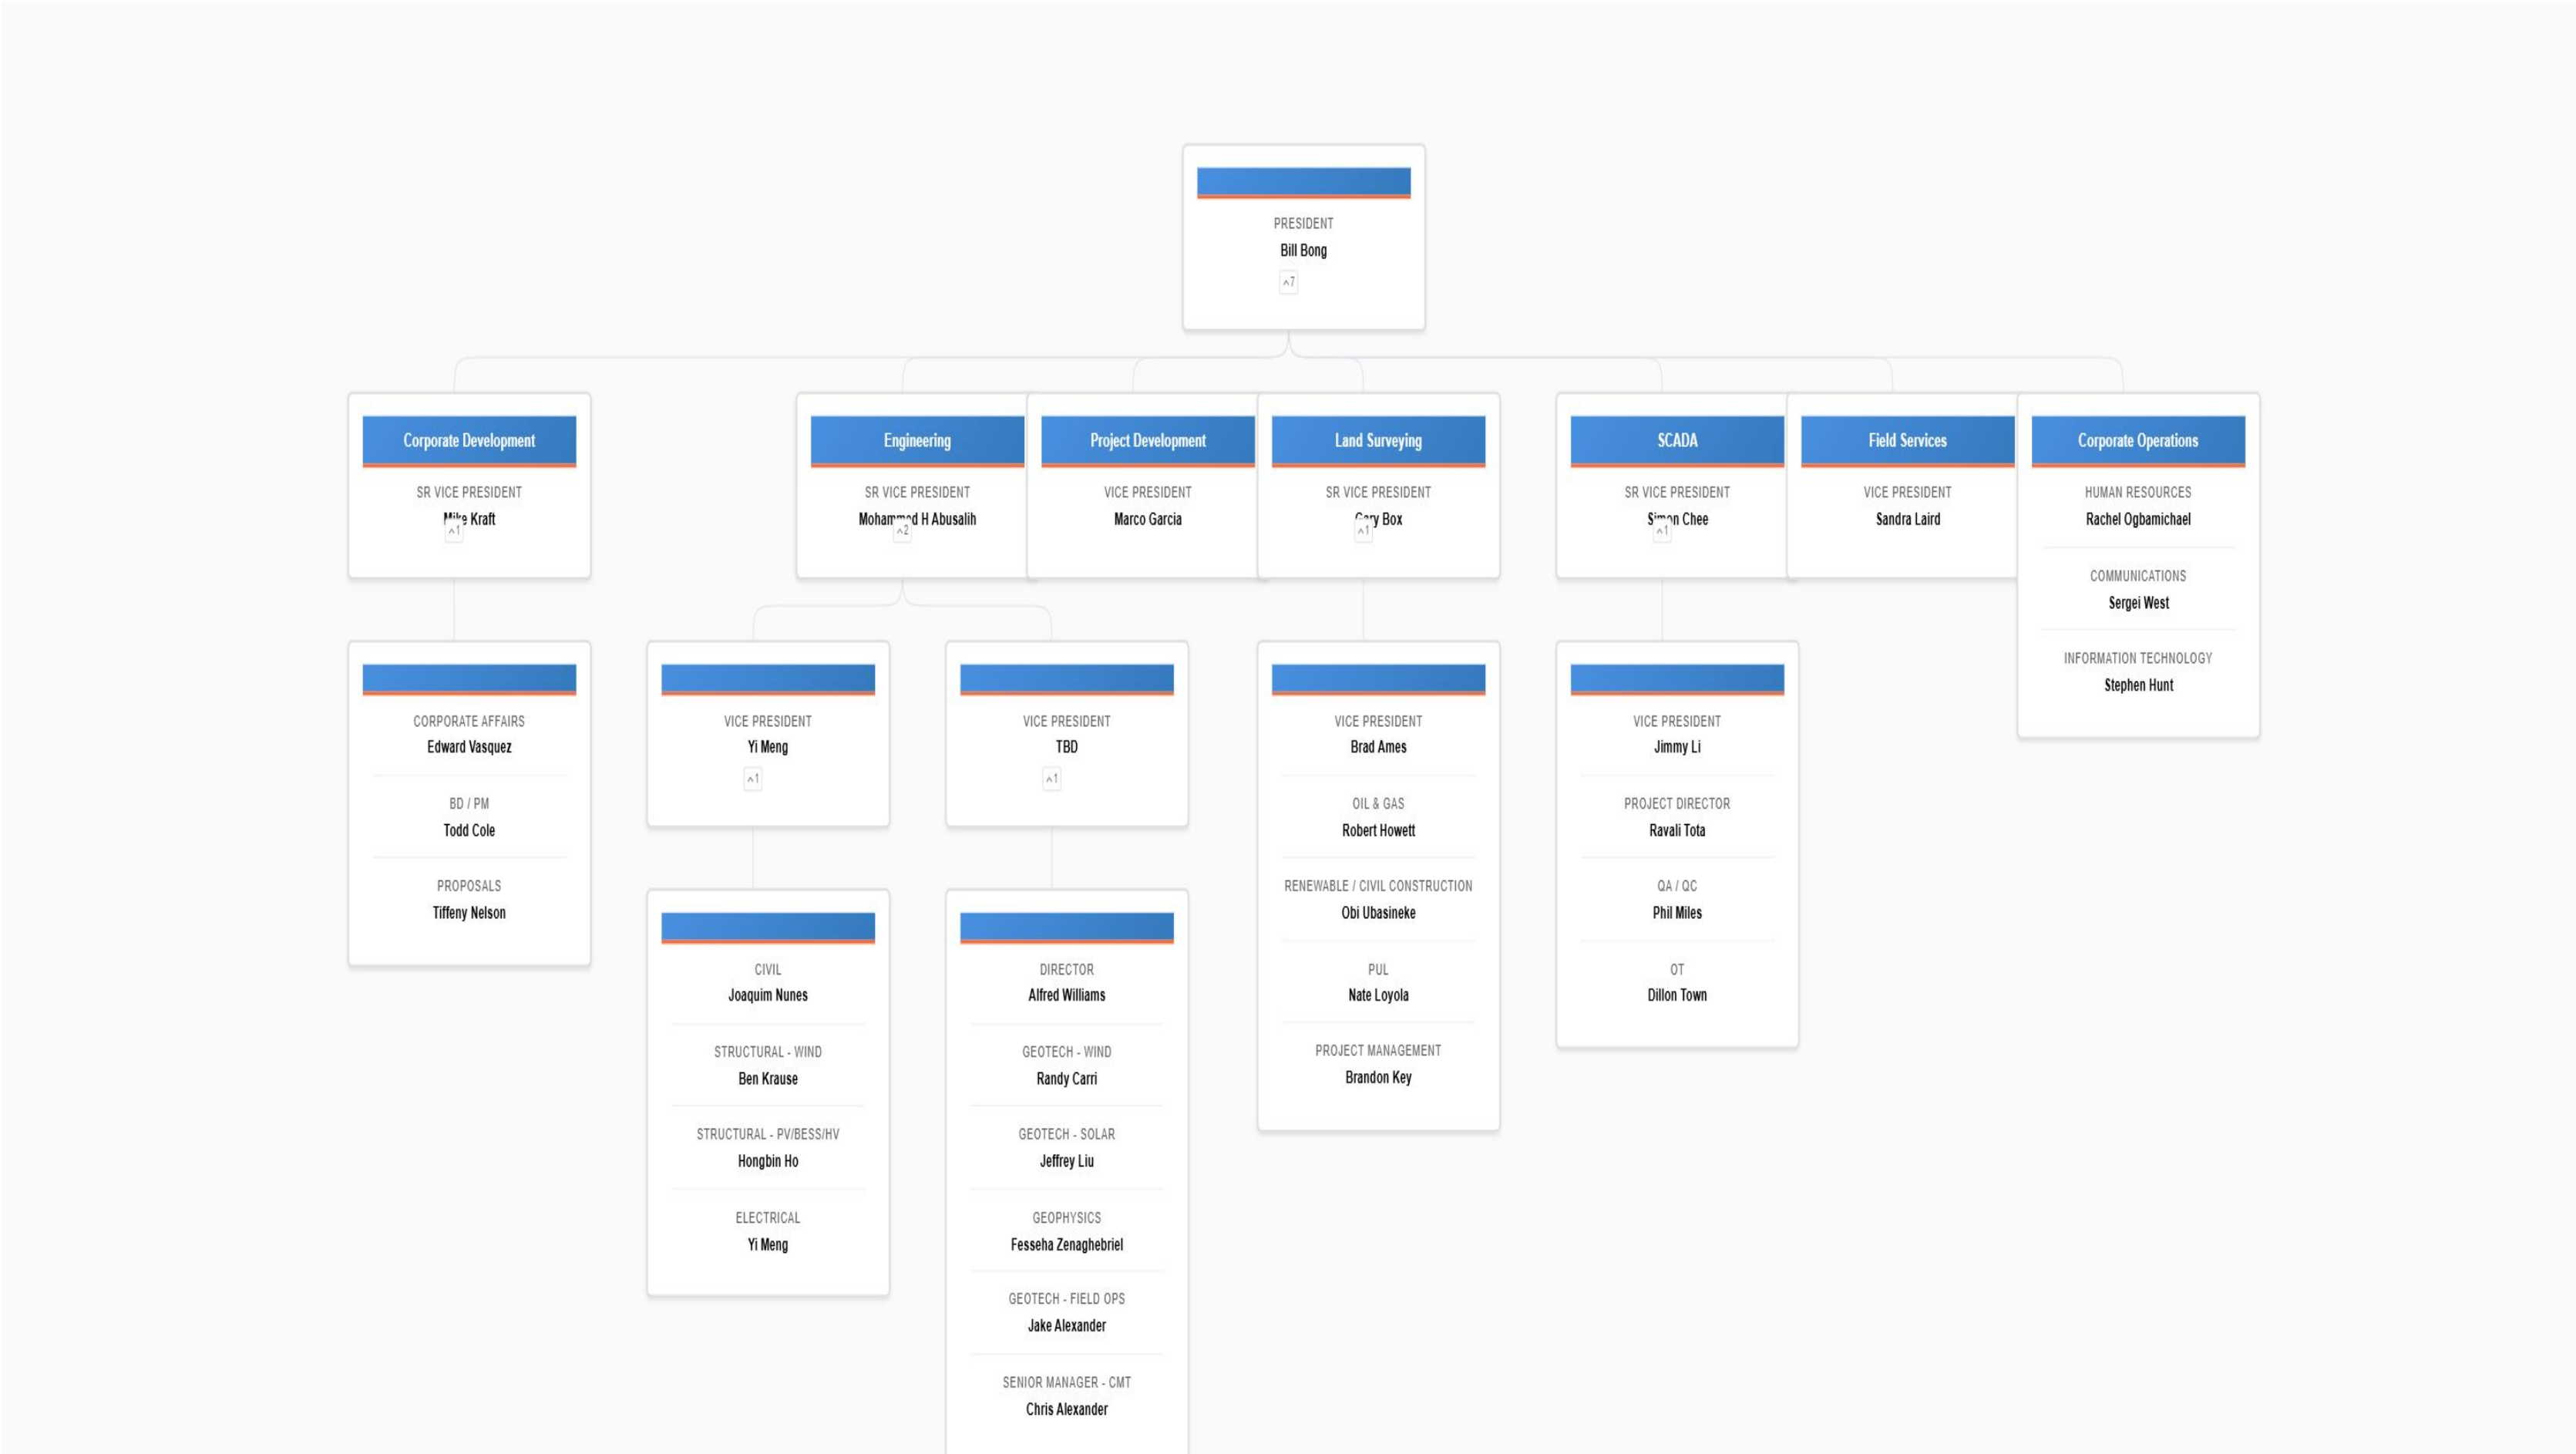 PRESIDENT
Bill Bong
^7
Corporate Development
SR VICE PRESIDENT
Mike Kraft
^1
Engineering
SR VICE PRESIDENT
Mohammed H Abusalih
^2
Project Development
VICE PRESIDENT
Marco Garcia
Land Surveying
SR VICE PRESIDENT
Gary Box
^1
SCADA
SR VICE PRESIDENT
Simon Chee
^1
Field Services
VICE PRESIDENT
Sandra Laird
Corporate Operations
HUMAN RESOURCES
Rachel Ogbamichael
COMMUNICATIONS
Sergei West
INFORMATION TECHNOLOGY
Stephen Hunt
CORPORATE AFFAIRS
Edward Vasquez
BD / PM
Todd Cole
PROPOSALS
Tiffeny Nelson
VICE PRESIDENT
Yi Meng
^1
VICE PRESIDENT
TBD
^1
VICE PRESIDENT
Brad Ames
OIL & GAS
Robert Howett
RENEWABLE / CIVIL CONSTRUCTION
Obi Ubasineke
PUL
Nate Loyola
PROJECT MANAGEMENT
Brandon Key
VICE PRESIDENT
Jimmy Li
PROJECT DIRECTOR
Ravali Tota
QA / QC
Phil Miles
OT
Dillon Town
CIVIL
Joaquim Nunes
STRUCTURAL - WIND
Ben Krause
STRUCTURAL - PV/BESS/HV
Hongbin Ho
ELECTRICAL
Yi Meng
DIRECTOR
Alfred Williams
GEOTECH - WIND
Randy Carri
GEOTECH - SOLAR
Jeffrey Liu
GEOPHYSICS
Fesseha Zenaghebriel
GEOTECH - FIELD OPS
Jake Alexander
SENIOR MANAGER - CMT
Chris Alexander